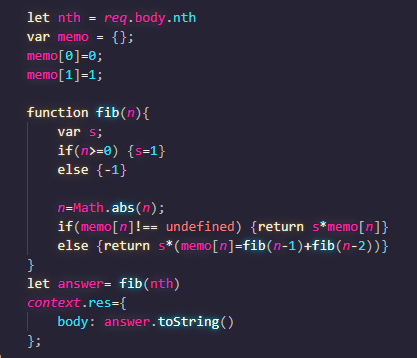 let nth = req.body.nth
var memo = {};
memo[0]=0;
memo[1]=1;
function fib(n){
var s;
if(n>=0) {s=1}
else {-1}
n=Math.abs(n);
if(memo[n]!== undefined) {return s*memo[n]}
else {return s*(memo[n]=fib(n-1)+fib(n-2))}
}
let answer= fib(nth)
context.res={
body: answer.toString()
};